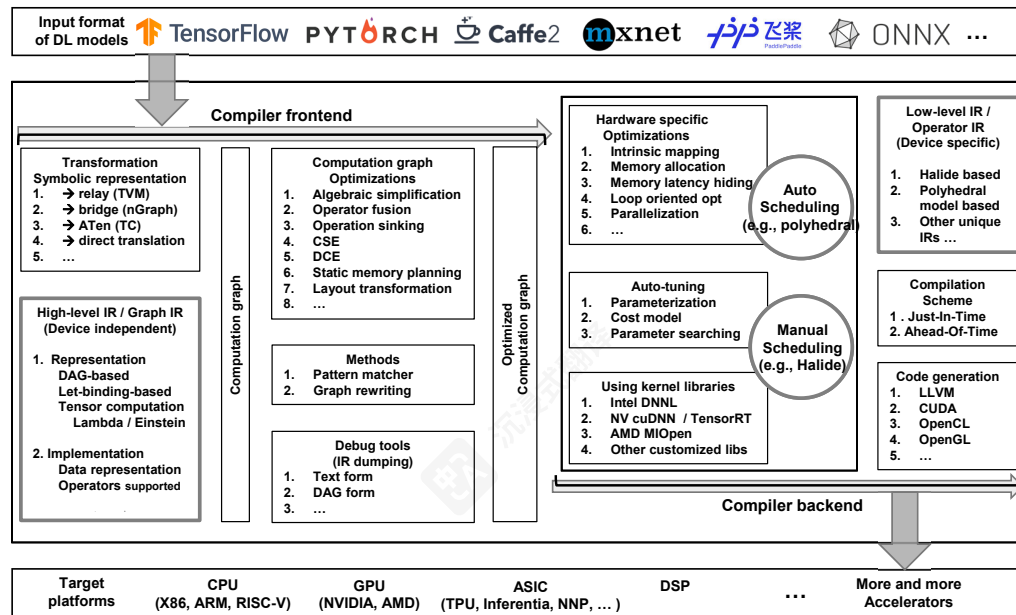 Input format
of DL models
TensorFlow
PYTORCH
Caffe2
mxnet
飞桨
PaddlePaddle
ONNX
...
Compiler frontend
Transformation
Symbolic representation
1. → relay (TVM)
2. → bridge (nGraph)
3. → ATen (TC)
4. → direct translation
5. …
High-level IR / Graph IR
(Device independent)
1. Representation
DAG-based
Let-binding-based
Tensor computation
Lambda / Einstein
2. Implementation
Data representation
Operators supported
Computation graph
Computation graph
Optimizations
1. Algebraic simplification
2. Operator fusion
3. Operation sinking
4. CSE
5. DCE
6. Static memory planning
7. Layout transformation
8. …
Methods
1. Pattern matcher
2. Graph rewriting
Debug tools
(IR dumping)
1. Text form
2. DAG form
3. …
Optimized
Computation graph
Hardware specific
Optimizations
1. Intrinsic mapping
2. Memory allocation
3. Memory latency hiding
4. Loop oriented opt
5. Parallelization
6. …
Auto
Scheduling
(e.g., polyhedral)
Auto-tuning
1. Parameterization
2. Cost model
3. Parameter searching
Manual
Scheduling
(e.g., Halide)
Using kernel libraries
1. Intel DNNL
2. NV cuDNN / TensorRT
3. AMD MIOpen
4. Other customized libs
Low-level IR /
Operator IR
(Device specific)
1. Halide based
2. Polyhedral
model based
3. Other unique
IRs …
Compilation
Scheme
1 . Just-In-Time
2. Ahead-Of-Time
Code generation
1. LLVM
2. CUDA
3. OpenCL
4. OpenGL
5. …
Compiler backend
沉浸式翻译
Target
platforms
CPU
(X86, ARM, RISC-V)
GPU
(NVIDIA, AMD)
ASIC
(TPU, Inferentia, NNP, … )
DSP
...
More and more
Accelerators